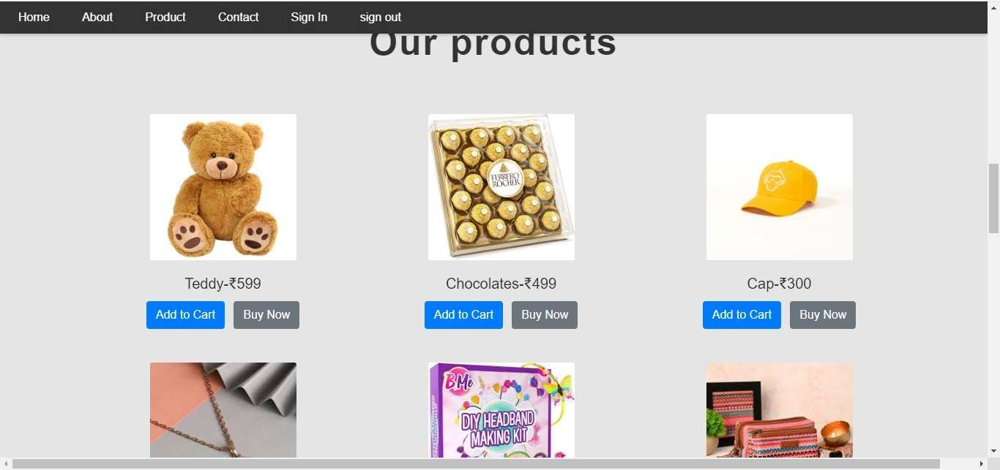 Home About Product Contact Sign In sign out
Our products
FERRERO
ROCHER
Teddy-₹599 Chocolates-₹499 Cap-₹300
Add to Cart Buy Now Add to Cart Buy Now Add to Cart Buy Now
BMe
DIY HEADBAND
MAKING KIT